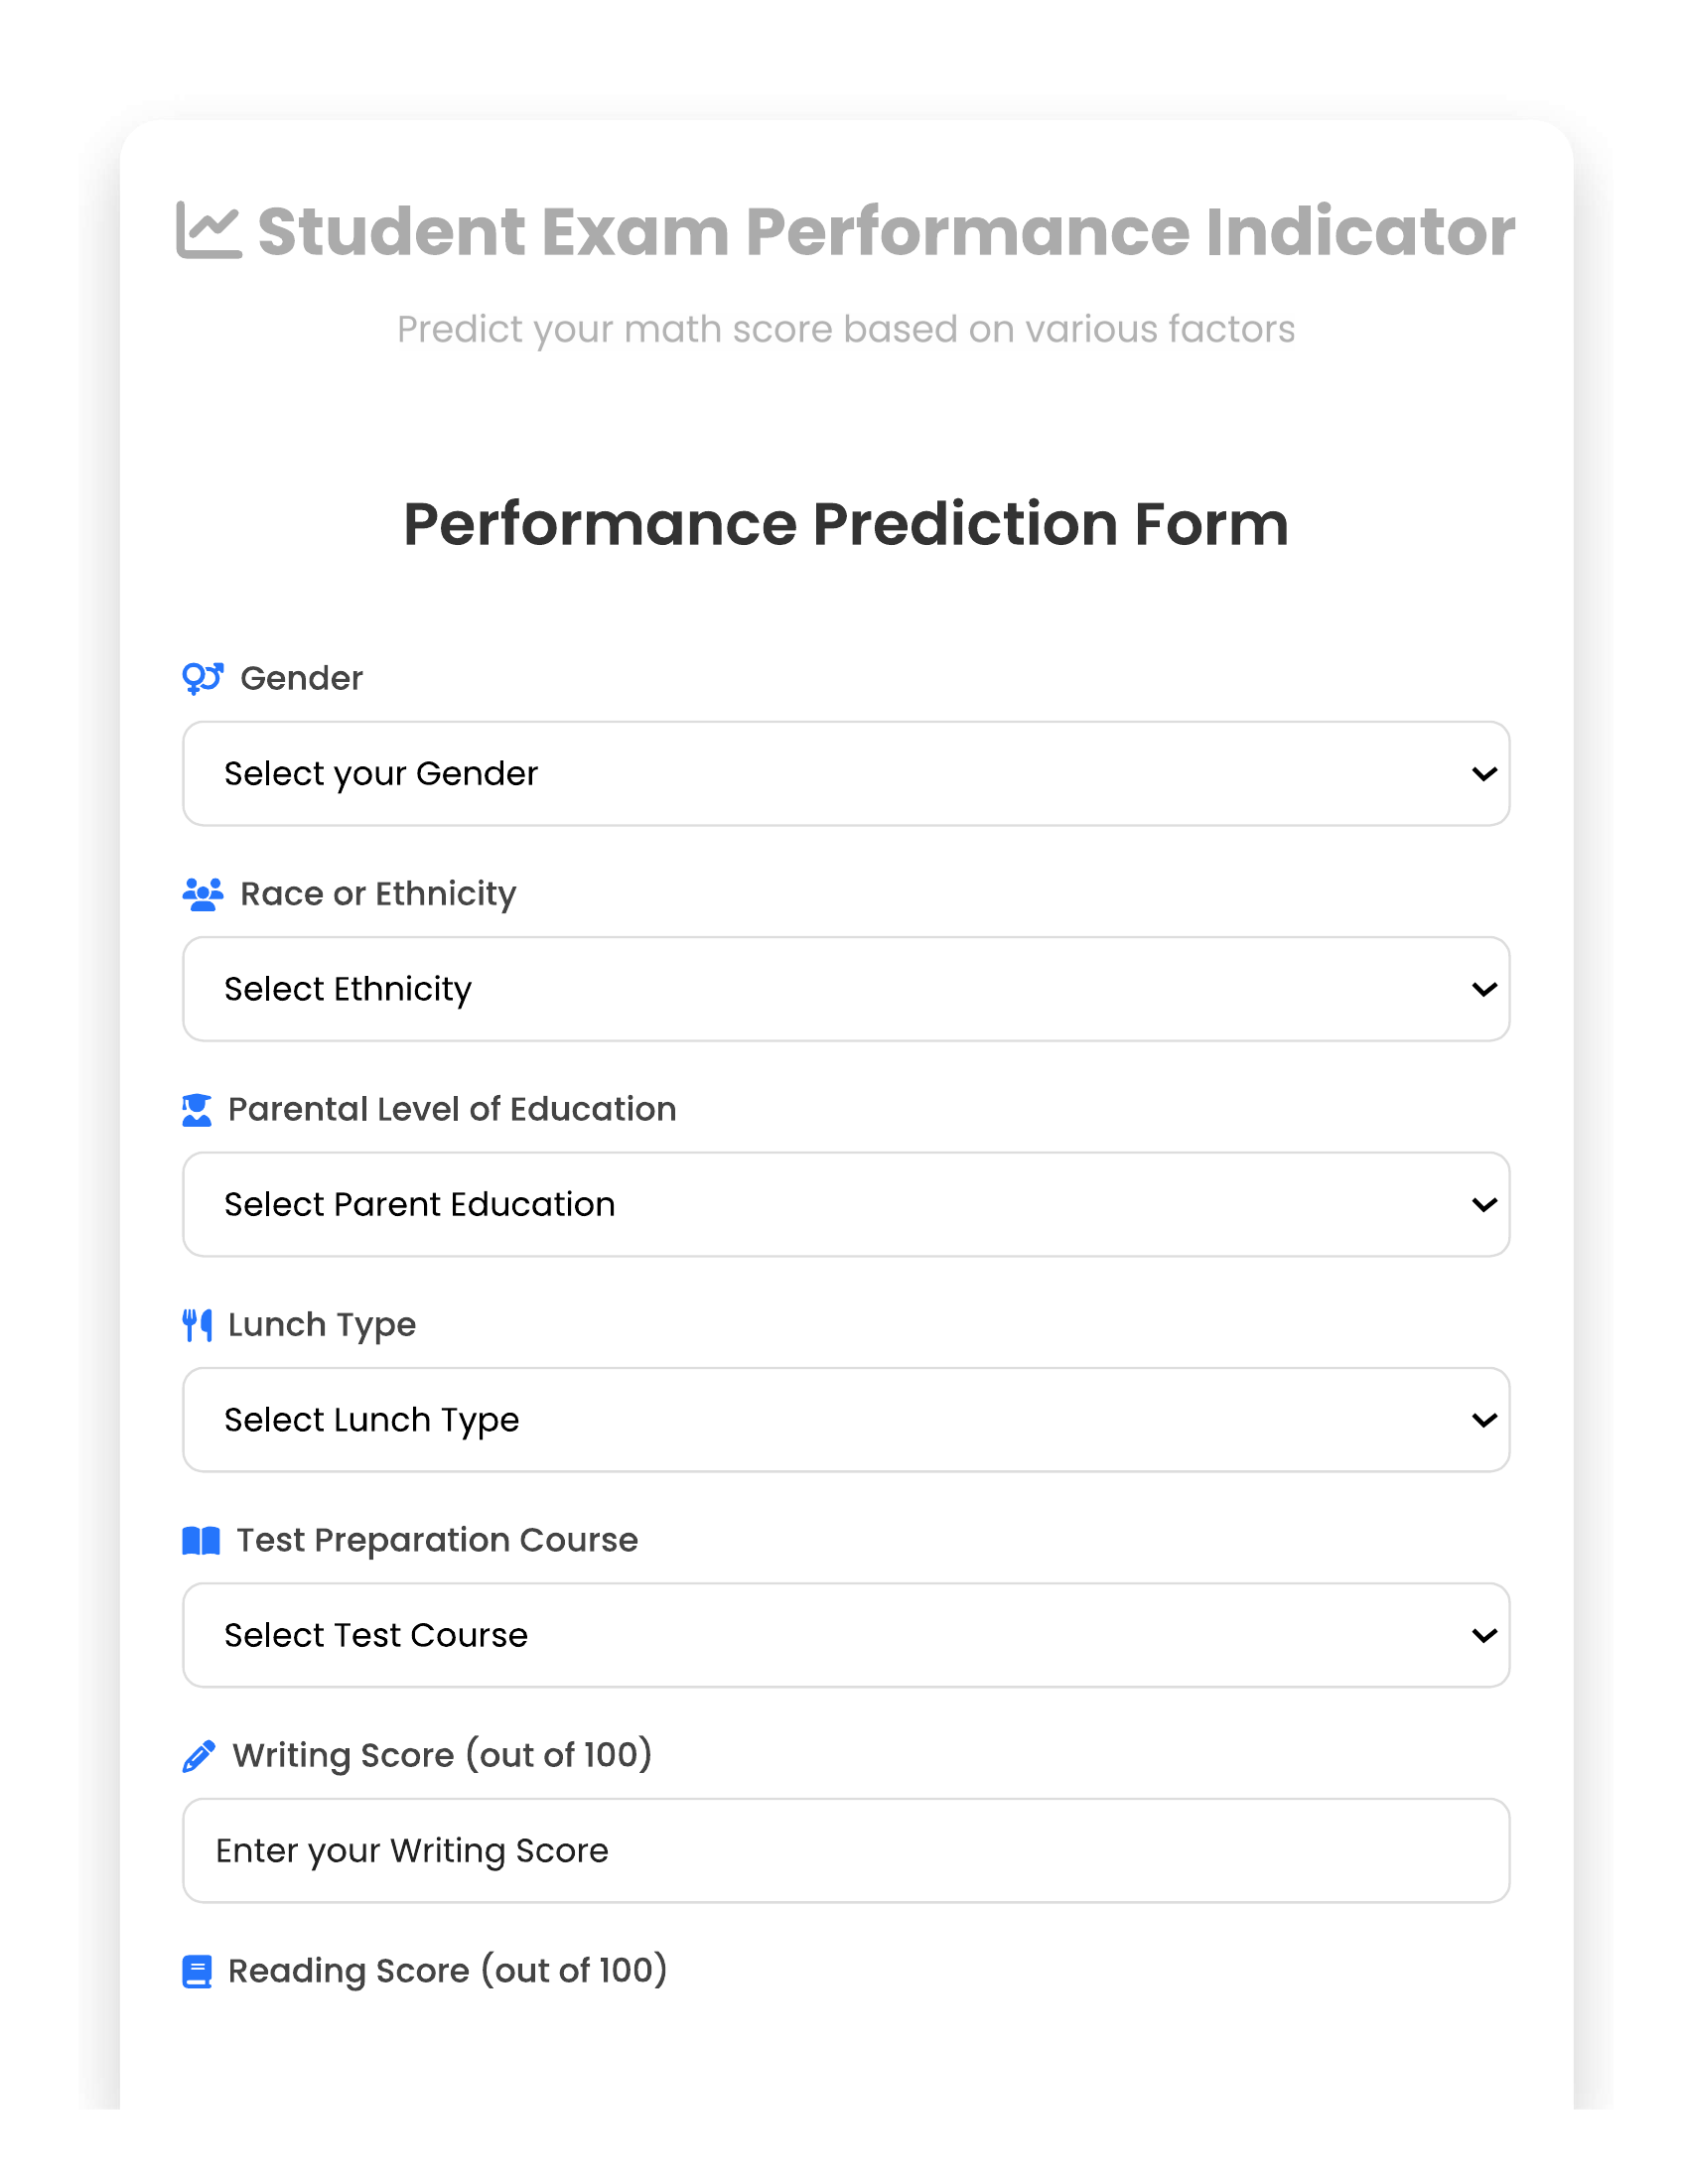 Student Exam Performance Indicator
Predict your math score based on various factors
Performance Prediction Form
Gender
Select your Gender
Race or Ethnicity
Select Ethnicity
Parental Level of Education
Select Parent Education
Lunch Type
Select Lunch Type
Test Preparation Course
Select Test Course
Writing Score (out of 100)
Enter your Writing Score
Reading Score (out of 100)